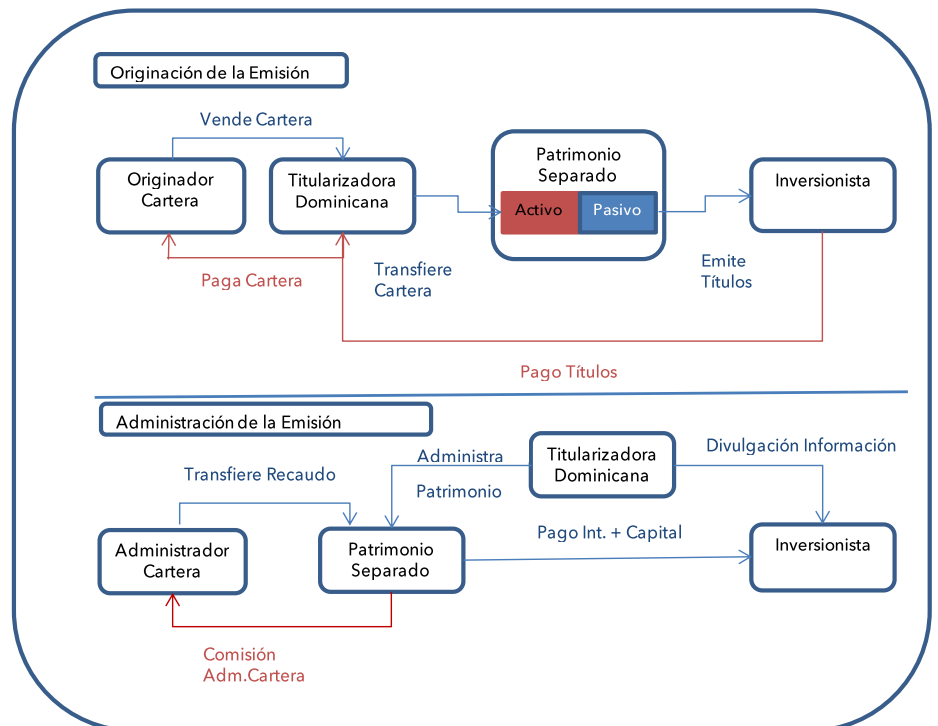 Originación de la Emisión
Vende Cartera
Originador
Cartera
Titularizadora
Dominicana
Patrimonio
Separado
Activo
Pasivo
Inversionista
Paga Cartera
Transfiere
Cartera
Emite
Títulos
Pago Títulos
Administración de la Emisión
Transfiere Recaudo
Administra
Patrimonio
Titularizadora
Dominicana
Divulgación Información
Administrador
Cartera
Patrimonio
Separado
Pago Int. + Capital
Inversionista
Comisión
Adm.Cartera